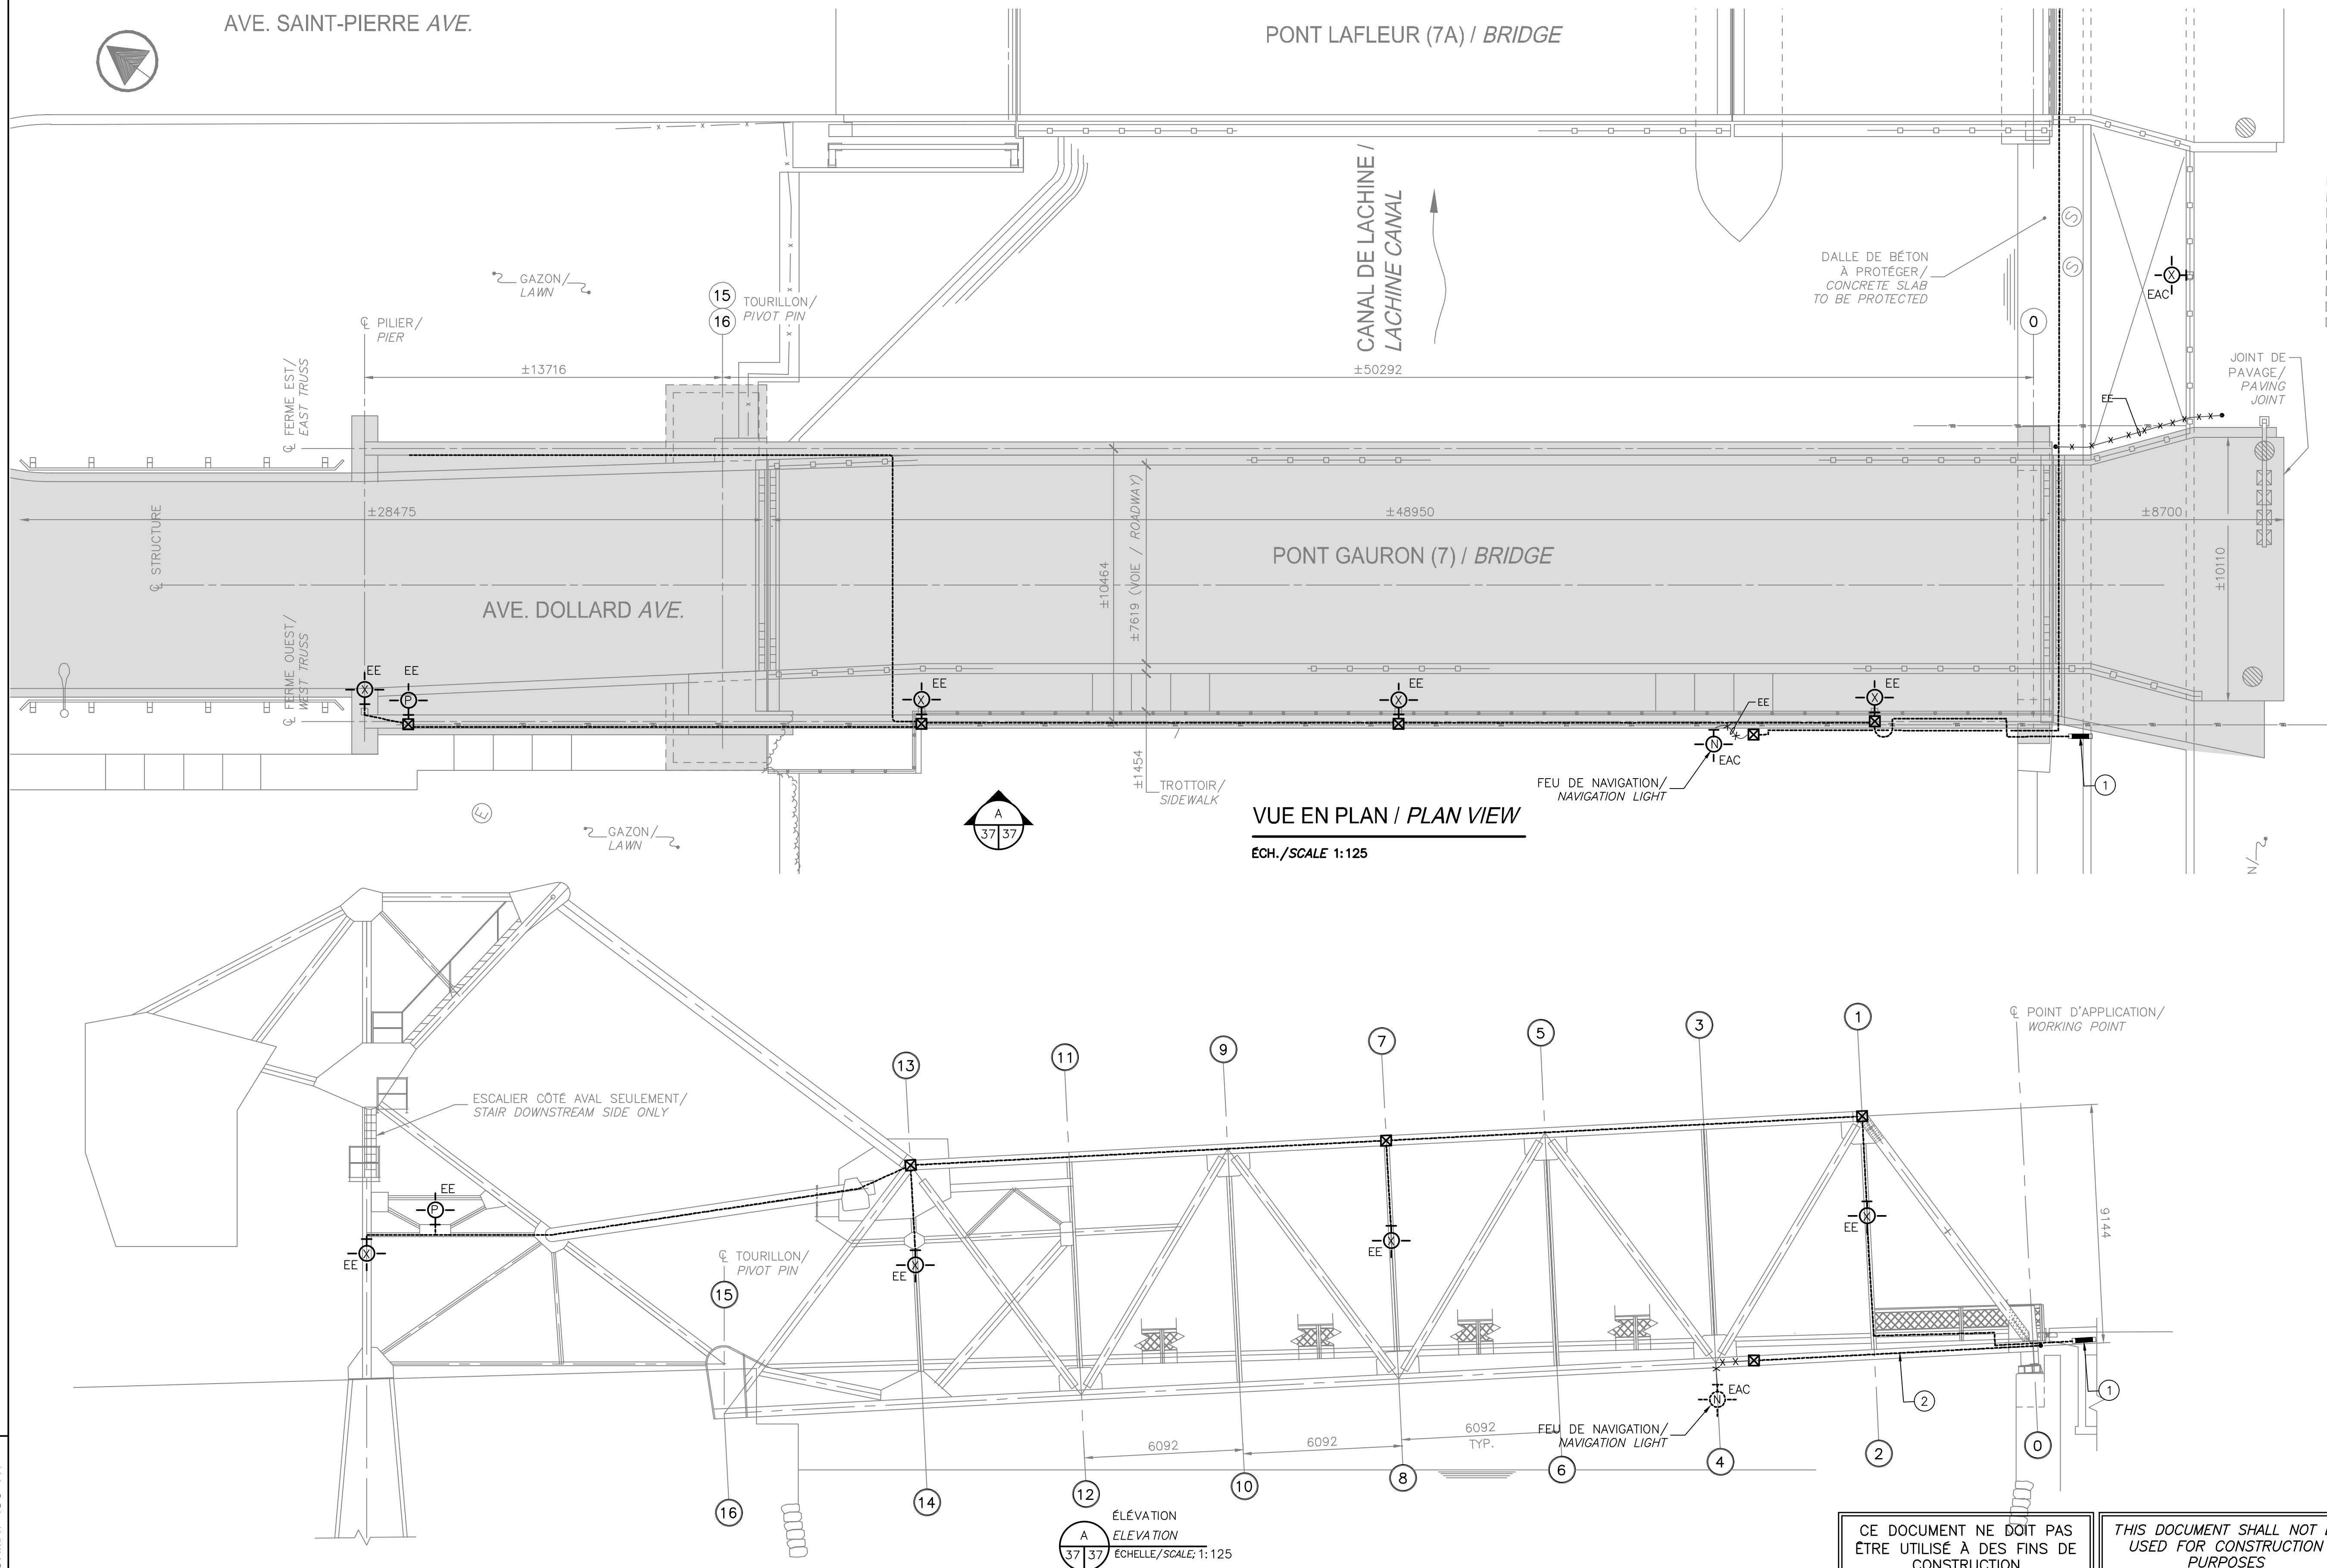 AVE. SAINT-PIERRE AVE.
PONT LAFLEUR (7A) / BRIDGE
CANAL DE LACHINE /
LACHINE CANAL
GAZON/
LAWN
15
16
TOURILLON/
PIVOT PIN
℄ PILIER/
PIER
DALLE DE BÉTON
À PROTÉGER/
CONCRETE SLAB
TO BE PROTECTED
S
S
X
EAC
0
℄ FERME EST/
EAST TRUSS
±13716
±50292
JOINT DE
PAVAGE/
PAVING
JOINT
EE
℄ STRUCTURE
±28475
±48950
±8700
±10464
±7619 (VOIE / ROADWAY)
PONT GAURON (7) / BRIDGE
±10110
AVE. DOLLARD AVE.
℄ FERME OUEST/
WEST TRUSS
EE
X
EE
P
EE
X
EE
X
EE
X
EE
N
EAC
±1454
TROTTOIR/
SIDEWALK
FEU DE NAVIGATION/
NAVIGATION LIGHT
1
E
GAZON/
LAWN
A
37 37
VUE EN PLAN / PLAN VIEW
ÉCH./SCALE 1:125
N/
℄ POINT D'APPLICATION/
WORKING POINT
13
11
9
7
5
3
1
ESCALIER CÔTÉ AVAL SEULEMENT/
STAIR DOWNSTREAM SIDE ONLY
EE
P
X
EE
℄ TOURILLON/
PIVOT PIN
15
X
EE
X
EE
X
EE
9144
EAC
N
2
1
FEU DE NAVIGATION/
NAVIGATION LIGHT
6092
6092
6092
TYP.
16
14
12
10
8
6
4
2
0
ÉLÉVATION
ELEVATION
A
37 37
ÉCHELLE/SCALE; 1:125
CE DOCUMENT NE DOIT PAS
ÊTRE UTILISÉ À DES FINS DE
CONSTRUCTION
THIS DOCUMENT SHALL NOT
USED FOR CONSTRUCTION
PURPOSES